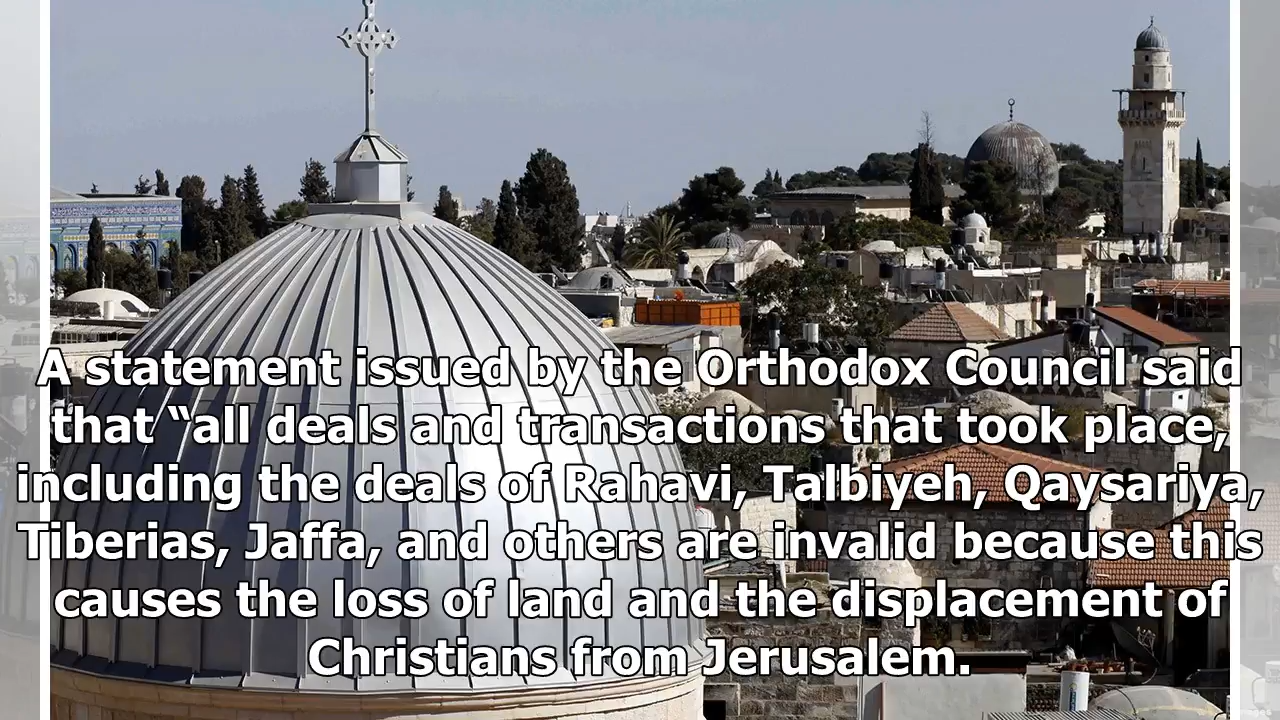 A statement issued by the Orthodox Council said
that “all deals and transactions that took place,
including the deals of Rahavi, Talbiyeh, Qaysariya,
Tiberias, Jaffa, and others are invalid because this
causes the loss of land and the displacement of
Christians from Jerusalem.